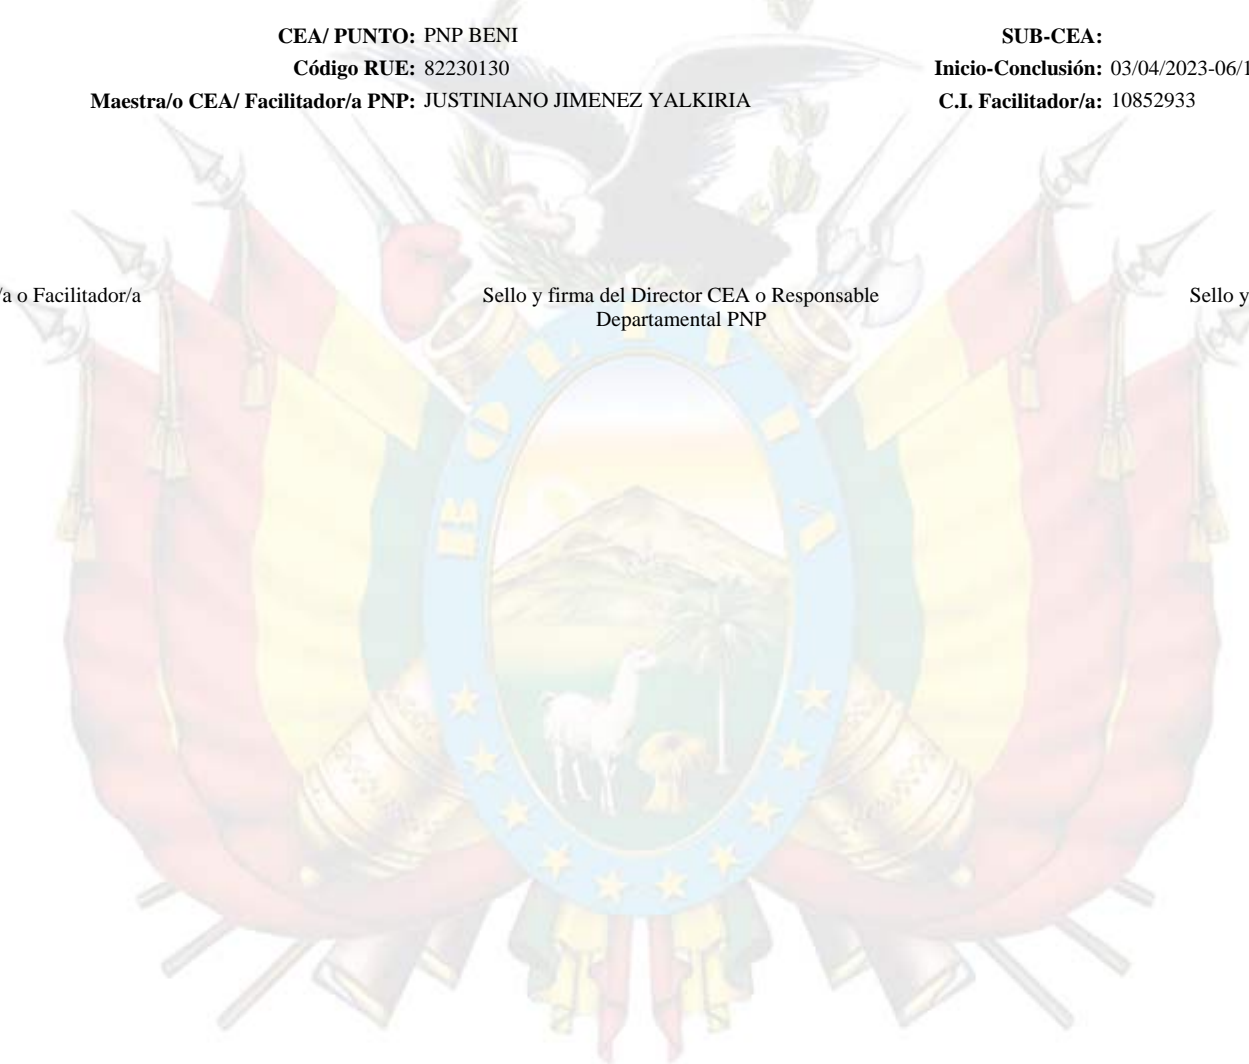 CEA/ PUNTO: PNP BENI SUB-CEA:
Código RUE: 82230130 Inicio-Conclusión: 03/04/2023-06/1
Maestra/o CEA/ Facilitador/a PNP: JUSTINIANO JIMENEZ YALKIRIA C.I. Facilitador/a: 10852933
/a o Facilitador/a Sello y firma del Director CEA o Responsable Sello y
Departamental PNP
BOLIVIA